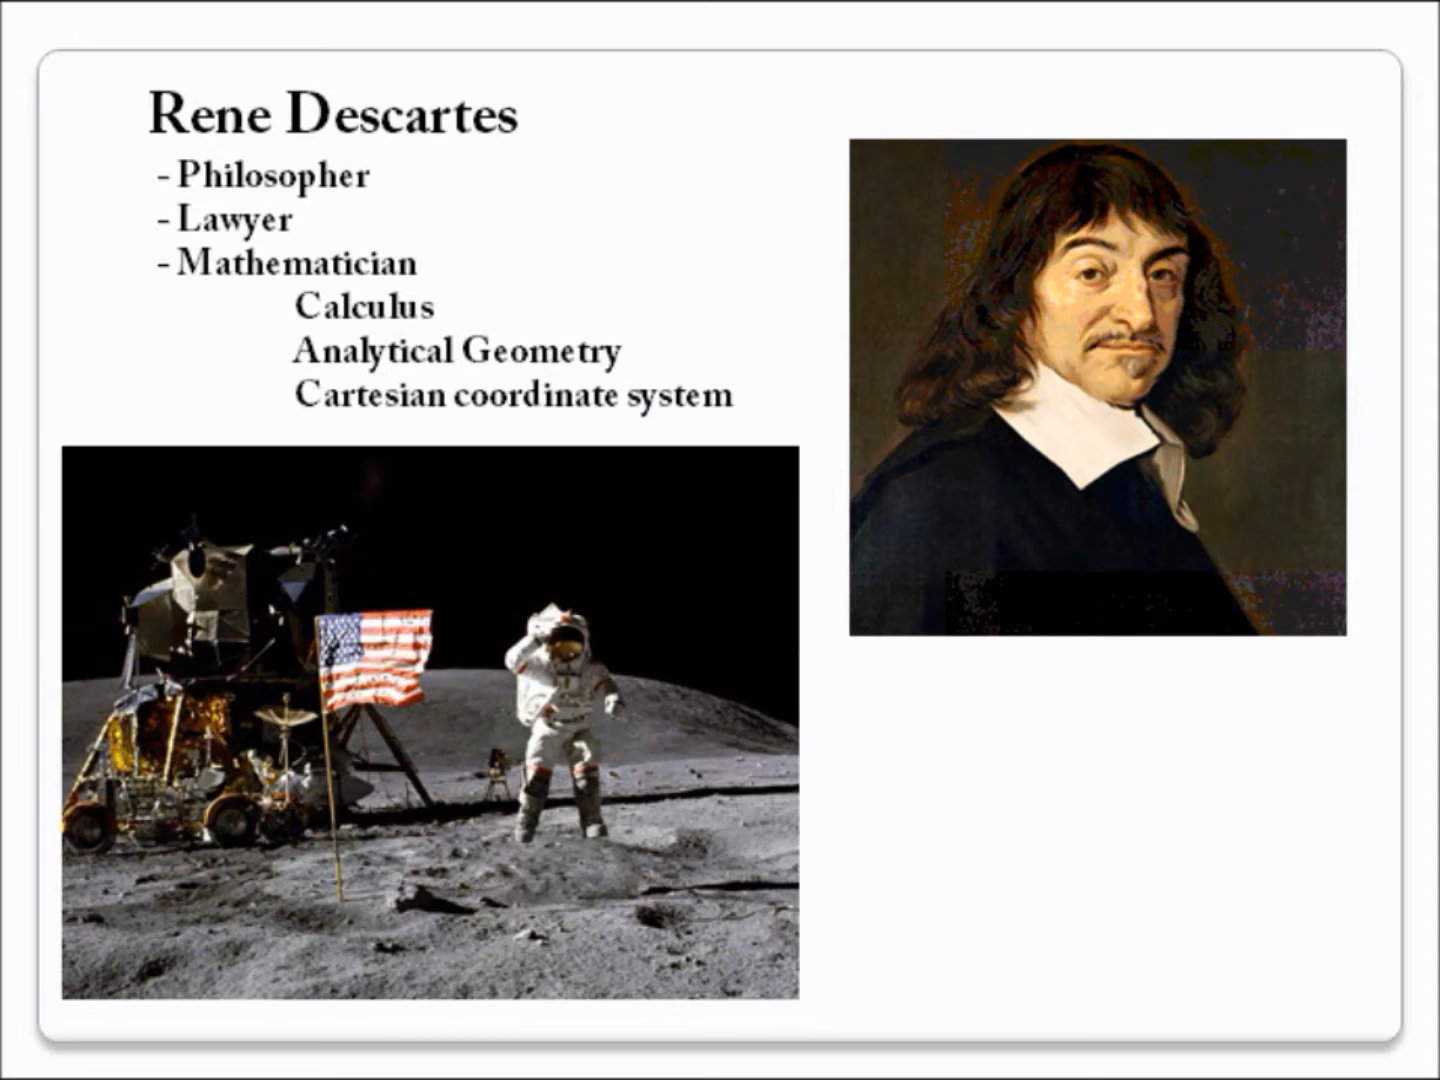 Rene Descartes
- Philosopher
- Lawyer
- Mathematician
Calculus
Analytical Geometry
Cartesian coordinate system